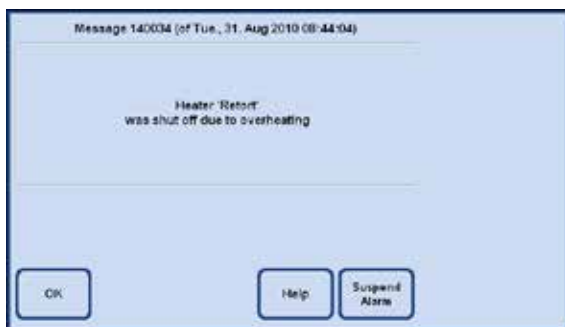 Message 140034 (of Tue., 31. Aug 2010 08:44:04)
Heater 'Retort'
was shut off due to overheating
OK
Help
Suspend
Alarm